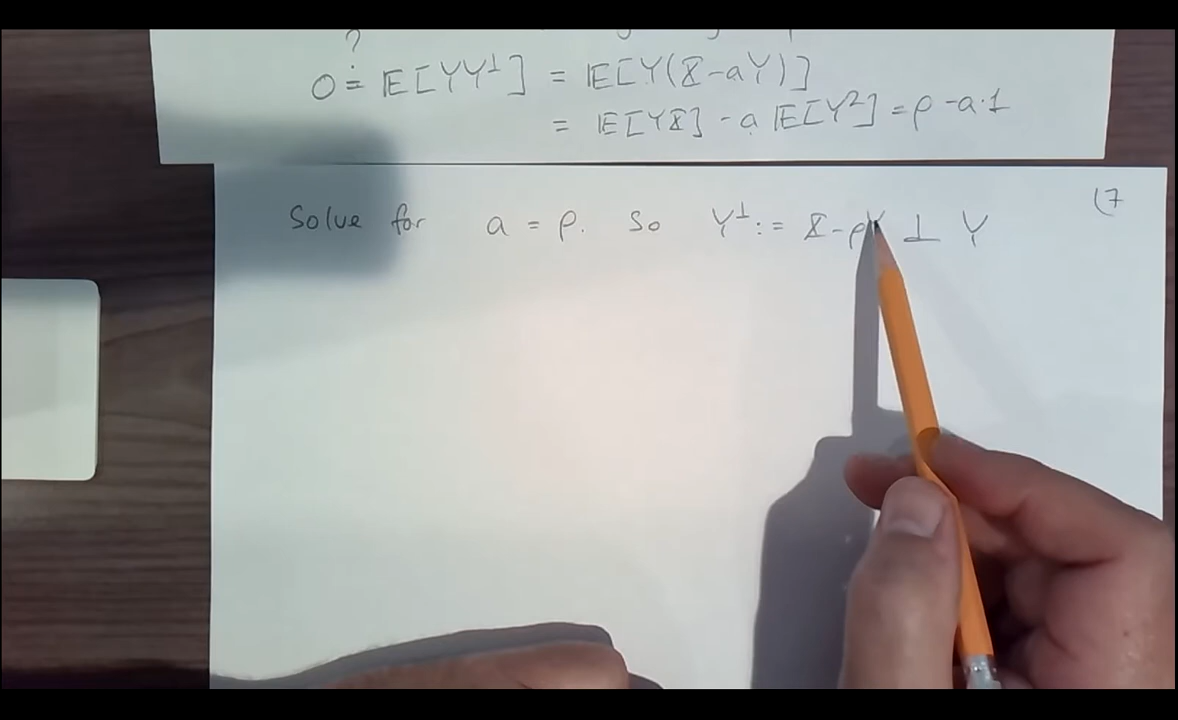 ?
0 = E[YY^⊥] = E[Y(X-aY)]
= E[YX] - a E[Y²] = ρ - a·1
17
Solve for a = ρ. So Y^⊥ := X - ρY ⊥ Y